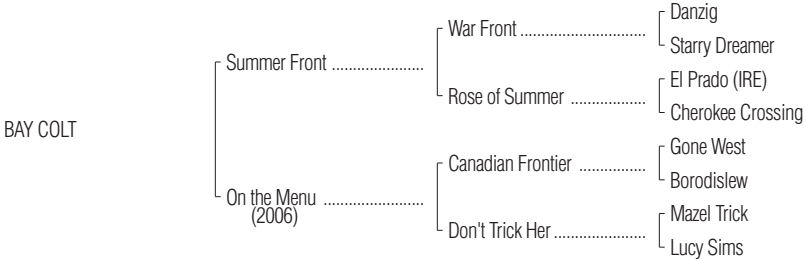 Danzig
War Front
Starry Dreamer
Summer Front
El Prado (IRE)
Rose of Summer
Cherokee Crossing
BAY COLT
Gone West
Canadian Frontier
Borodislew
On the Menu
(2006)
Mazel Trick
Don't Trick Her
Lucy Sims